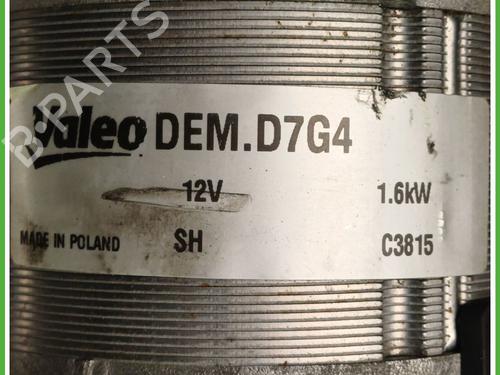 Valeo DEM.D7G4
12V 1.6kW
MADE IN POLAND SH C3815
B-PARTS